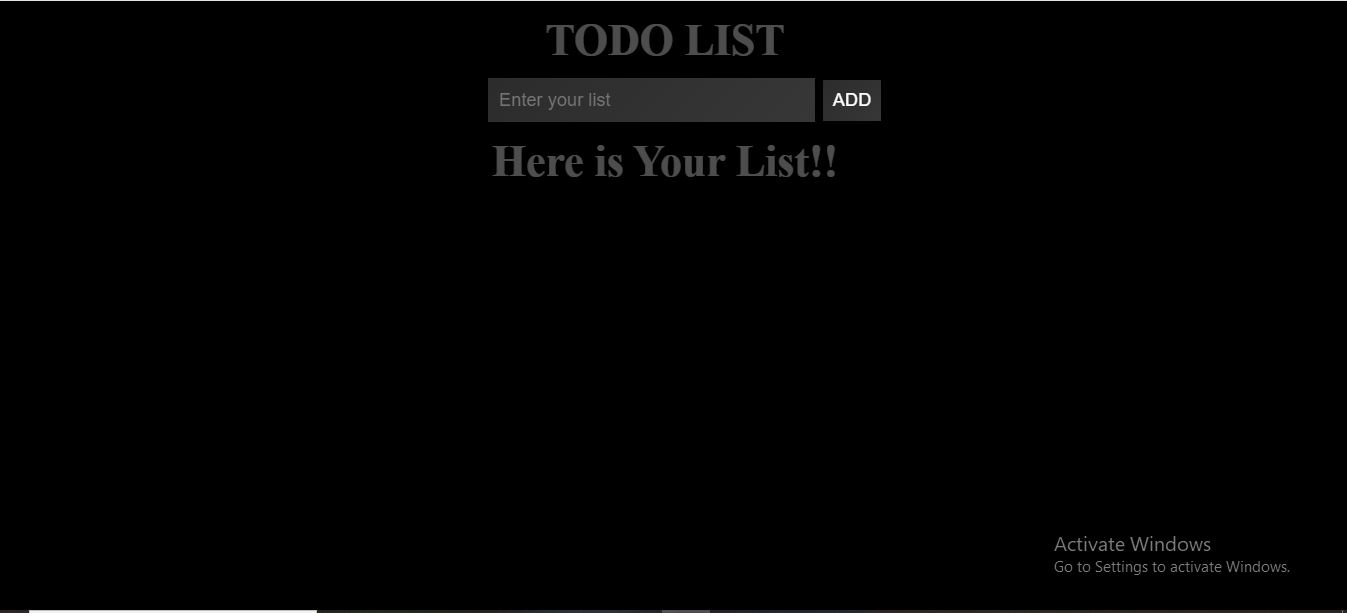 TODO LIST
Enter your list
ADD
Here is Your List!!
Activate Windows
Go to Settings to activate Windows.